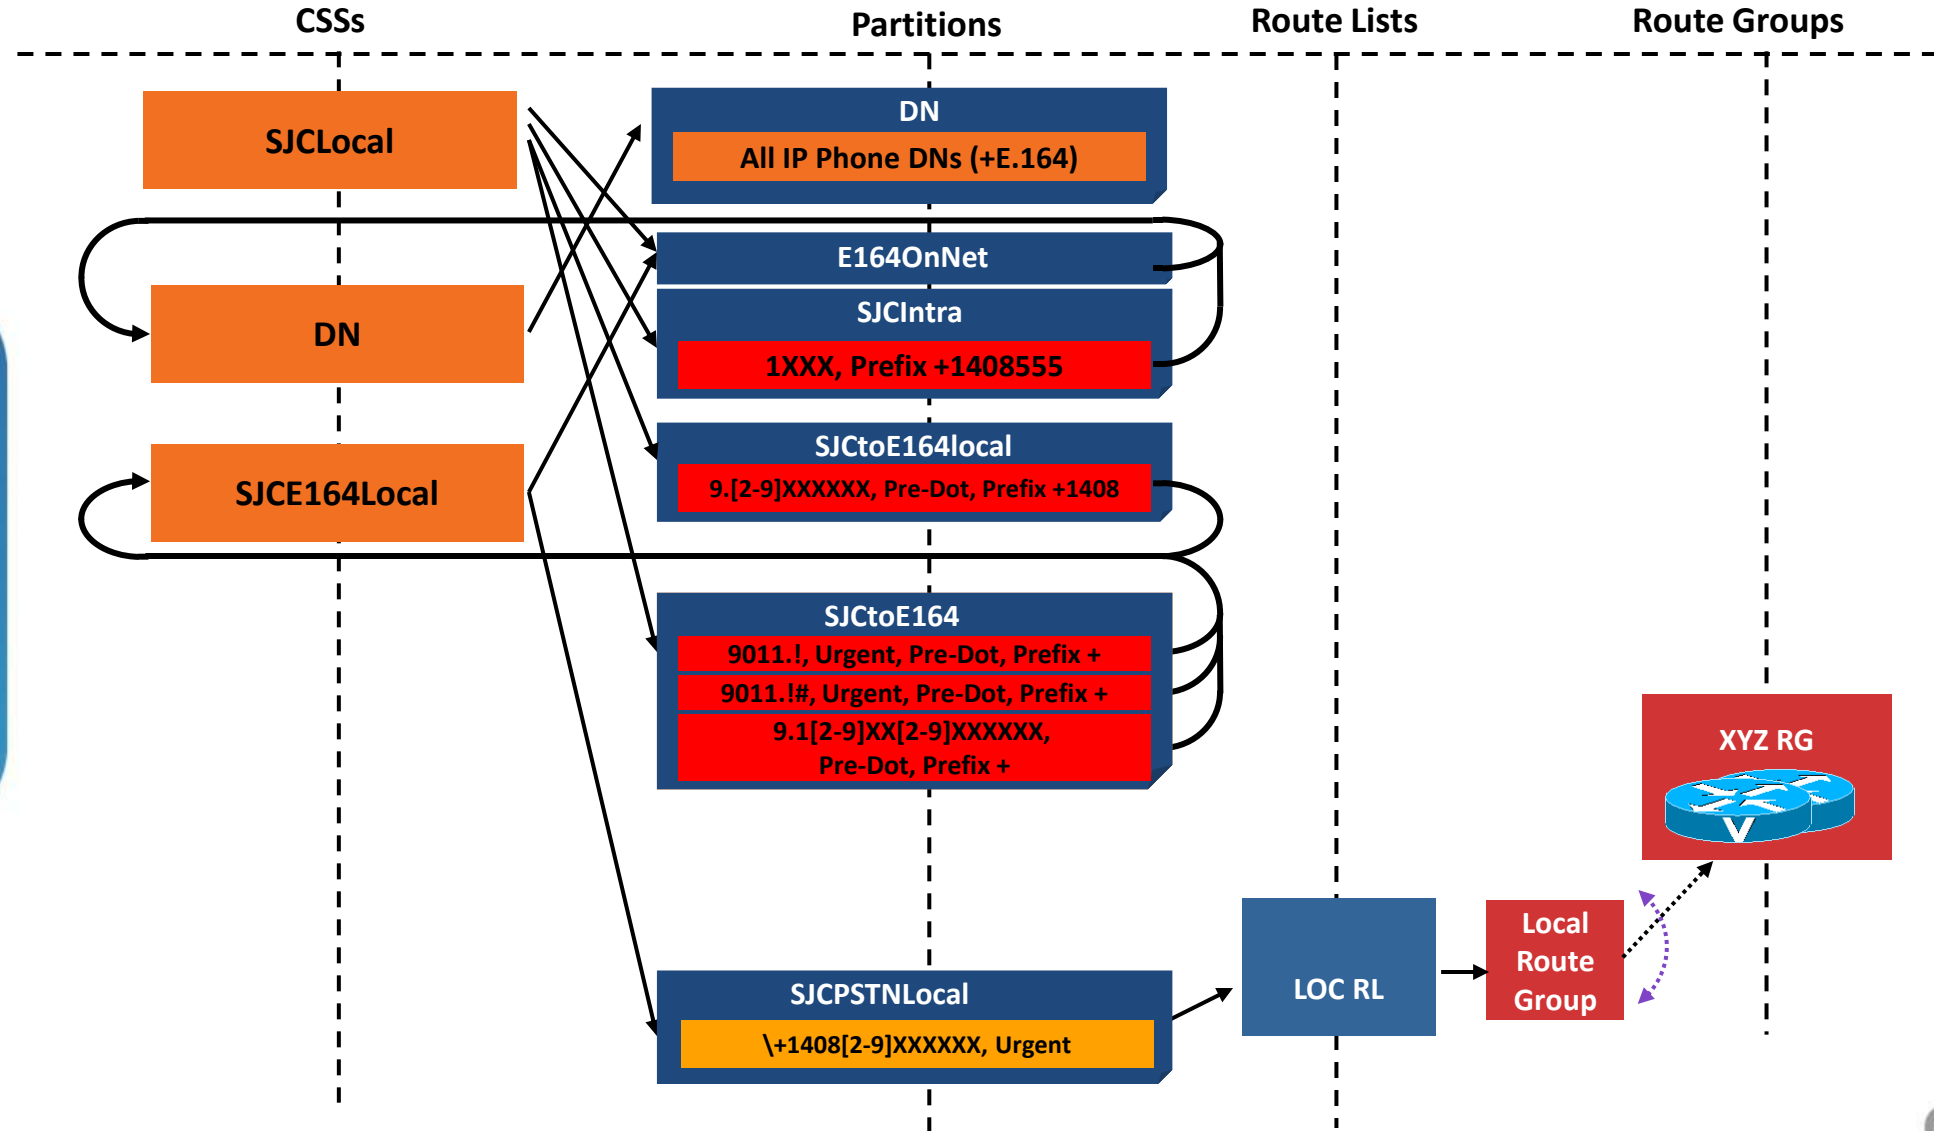 CSSs
Partitions
Route Lists
Route Groups
SJCLocal
DN
SJCE164Local
DN
All IP Phone DNs (+E.164)
E164OnNet
SJCIntra
1XXX, Prefix +1408555
SJCtoE164local
9.[2-9]XXXXXX, Pre-Dot, Prefix +1408
SJCtoE164
9011.!, Urgent, Pre-Dot, Prefix +
9011.!#, Urgent, Pre-Dot, Prefix +
9.1[2-9]XX[2-9]XXXXXX,
Pre-Dot, Prefix +
SJCPSTNLocal
\+1408[2-9]XXXXXX, Urgent
LOC RL
Local
Route
Group
XYZ RG
V